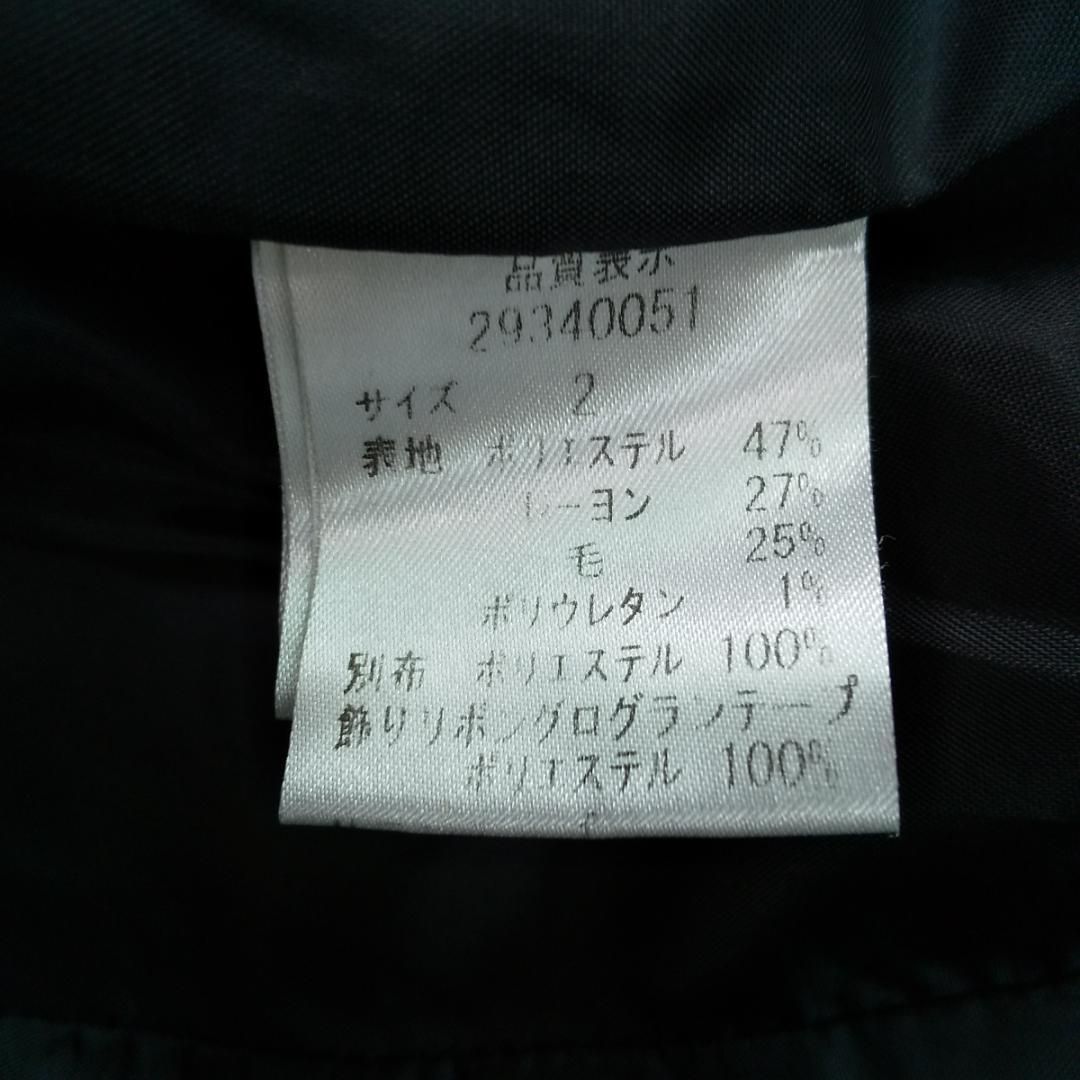 品質表示
29340051
サイズ 2
表地 ポリエステル 47%
レーヨン 27%
毛 25%
ポリウレタン 1%
別布 ポリエステル 100%
飾りリボングログランテープ
ポリエステル 100%